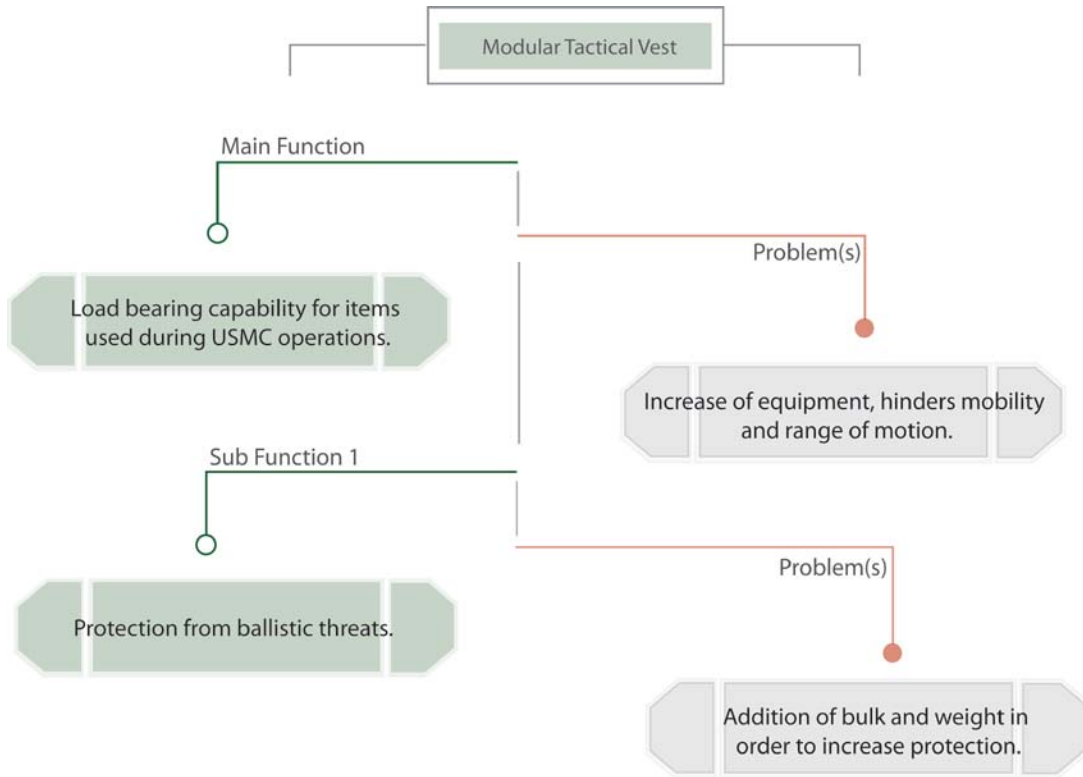 Modular Tactical Vest
Main Function
Problem(s)
Load bearing capability for items
used during USMC operations.
Increase of equipment, hinders mobility
and range of motion.
Sub Function 1
Problem(s)
Protection from ballistic threats.
Addition of bulk and weight in
order to increase protection.